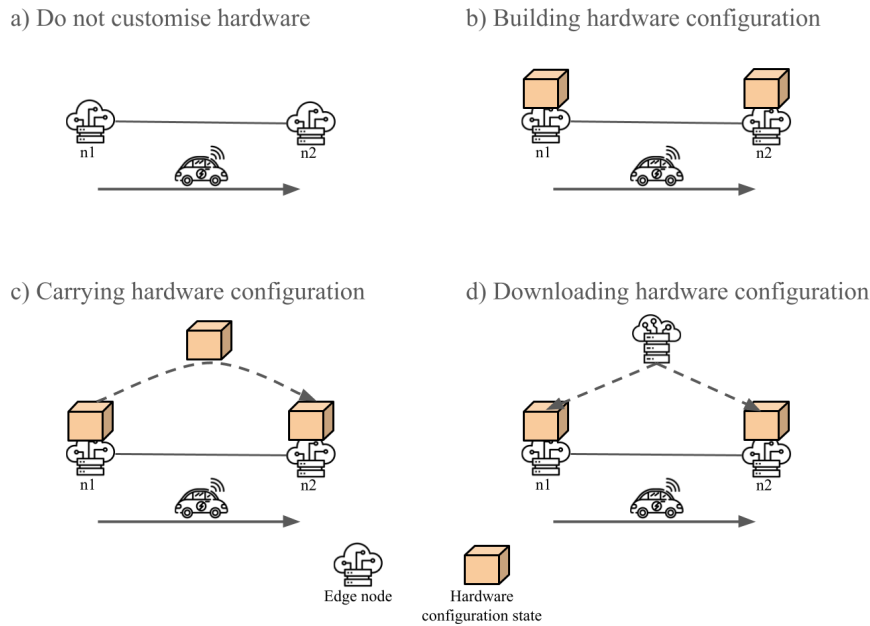 a) Do not customise hardware
b) Building hardware configuration
n1
n2
n1
n2
c) Carrying hardware configuration
d) Downloading hardware configuration
n1
n2
n1
n2
Edge node
Hardware
configuration state